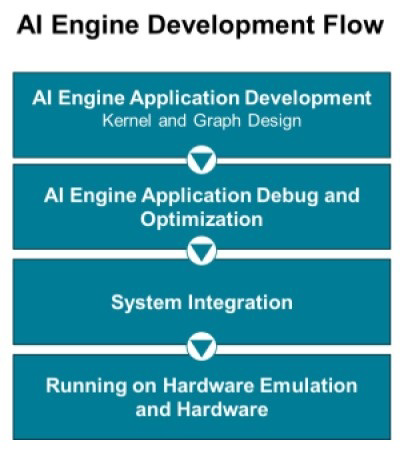 AI Engine Development Flow
AI Engine Application Development
Kernel and Graph Design
AI Engine Application Debug and
Optimization
System Integration
Running on Hardware Emulation
and Hardware